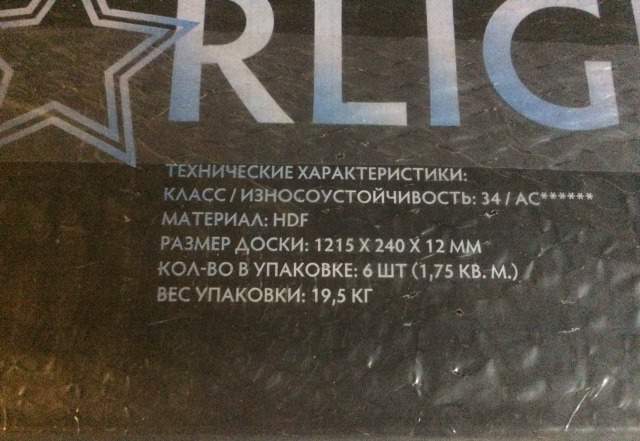 RLIG
ТЕХНИЧЕСКИЕ ХАРАКТЕРИСТИКИ:
КЛАСС / ИЗНОСОУСТОЙЧИВОСТЬ: 34 / AC******
МАТЕРИАЛ: HDF
РАЗМЕР ДОСКИ: 1215 X 240 X 12 ММ
КОЛ-ВО В УПАКОВКЕ: 6 ШТ (1,75 КВ. М.)
ВЕС УПАКОВКИ: 19,5 КГ